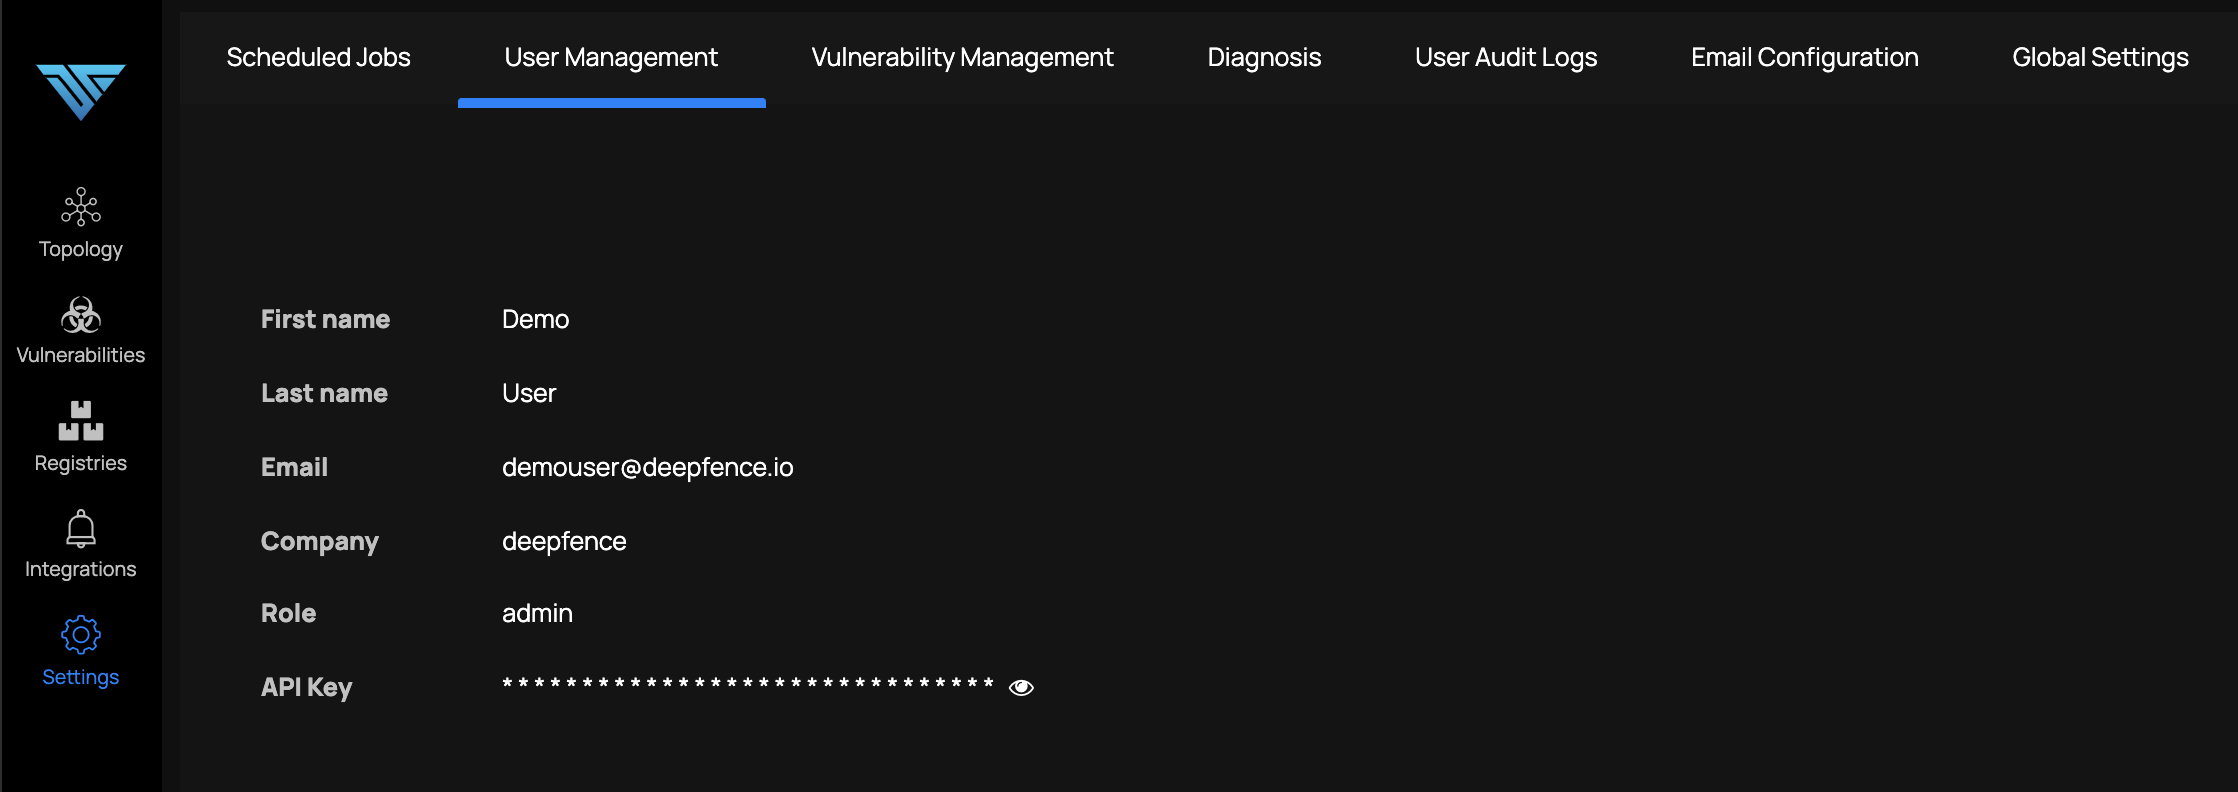 Scheduled Jobs User Management Vulnerability Management Diagnosis User Audit Logs Email Configuration Global Settings
Topology
Vulnerabilities
Registries
Integrations
Settings
First name Demo
Last name User
Email demouser@deepfence.io
Company deepfence
Role admin
API Key * * * * * * * * * * * * * * * * * * * * * * * * * * * * * * *